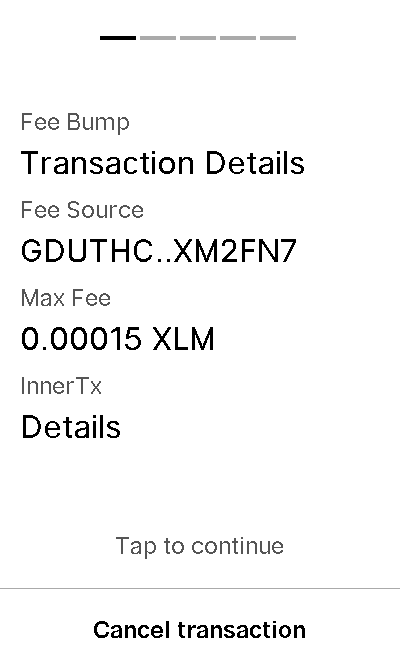 Fee Bump
Transaction Details
Fee Source
GDUTHC..XM2FN7
Max Fee
0.00015 XLM
InnerTx
Details
Tap to continue
Cancel transaction